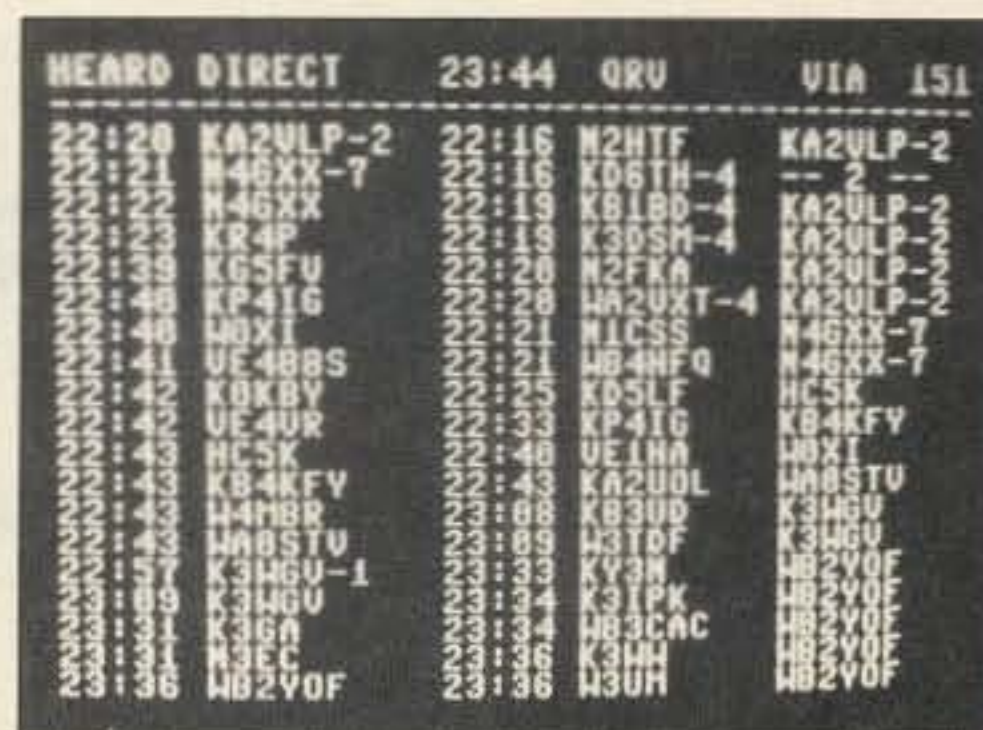 HEARD DIRECT 23:44 QRV VIA 151
22:20 KA2VLP-2 22:16 N2HTF KA2VLP-2
22:21 N4GXX-7 22:16 KD6TH-4 -- 2 --
22:22 N4GXX 22:19 KB1BD-4 KA2VLP-2
22:23 KR4P 22:19 K3DSM-4 KA2VLP-2
22:39 KG5FV 22:20 N2FKA KA2VLP-2
22:40 KP4IG 22:20 WA2VXT-4 KA2VLP-2
22:40 W0XI 22:21 N1CSS N4GXX-7
22:41 VE4BBS 22:21 WB4NFQ N4GXX-7
22:42 K0KBY 22:25 KD5LF HC5K
22:42 VE4VR 22:33 KP4IG KB4KFY
22:43 HC5K 22:40 VE1HA W0XI
22:43 KB4KFY 22:43 KA2UOL WA8STV
22:43 W4MBR 23:08 KB3UD K3WGV
22:43 WA8STV 23:09 W3TDF K3WGV
22:57 K3WGV-1 23:33 KY3N WB2YOF
23:09 K3WGV 23:34 K3IPK WB2YOF
23:31 K3GA 23:34 WB3CAC WB2YOF
23:31 N3EC 23:36 K3WW WB2YOF
23:36 WB2YOF 23:36 W3UM WB2YOF